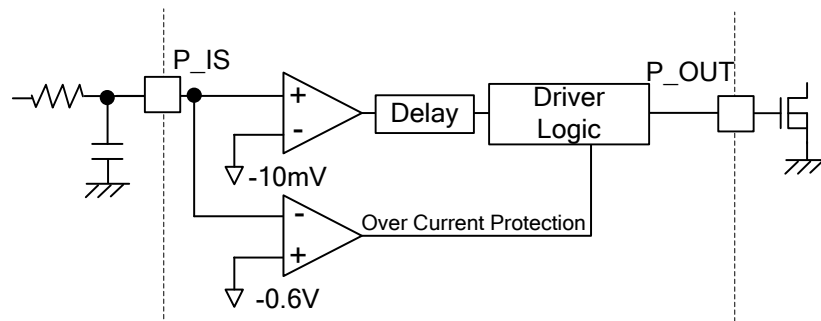 P_IS
P_OUT
+
-
Delay
Driver
Logic
-10mV
-
+
Over Current Protection
-0.6V